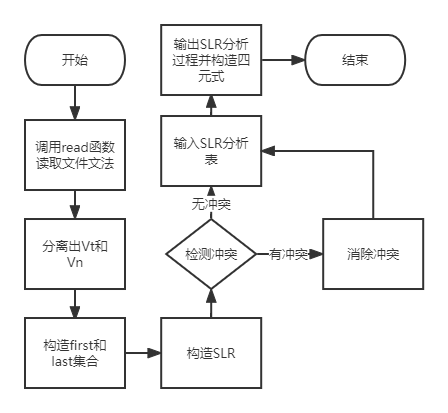 开始
调用read函数
读取文件文法
分离出Vt和
Vn
构造first和
last集合
构造SLR
检测冲突
无冲突
有冲突
消除冲突
输入SLR分析
表
输出SLR分析
过程并构造四
元式
结束